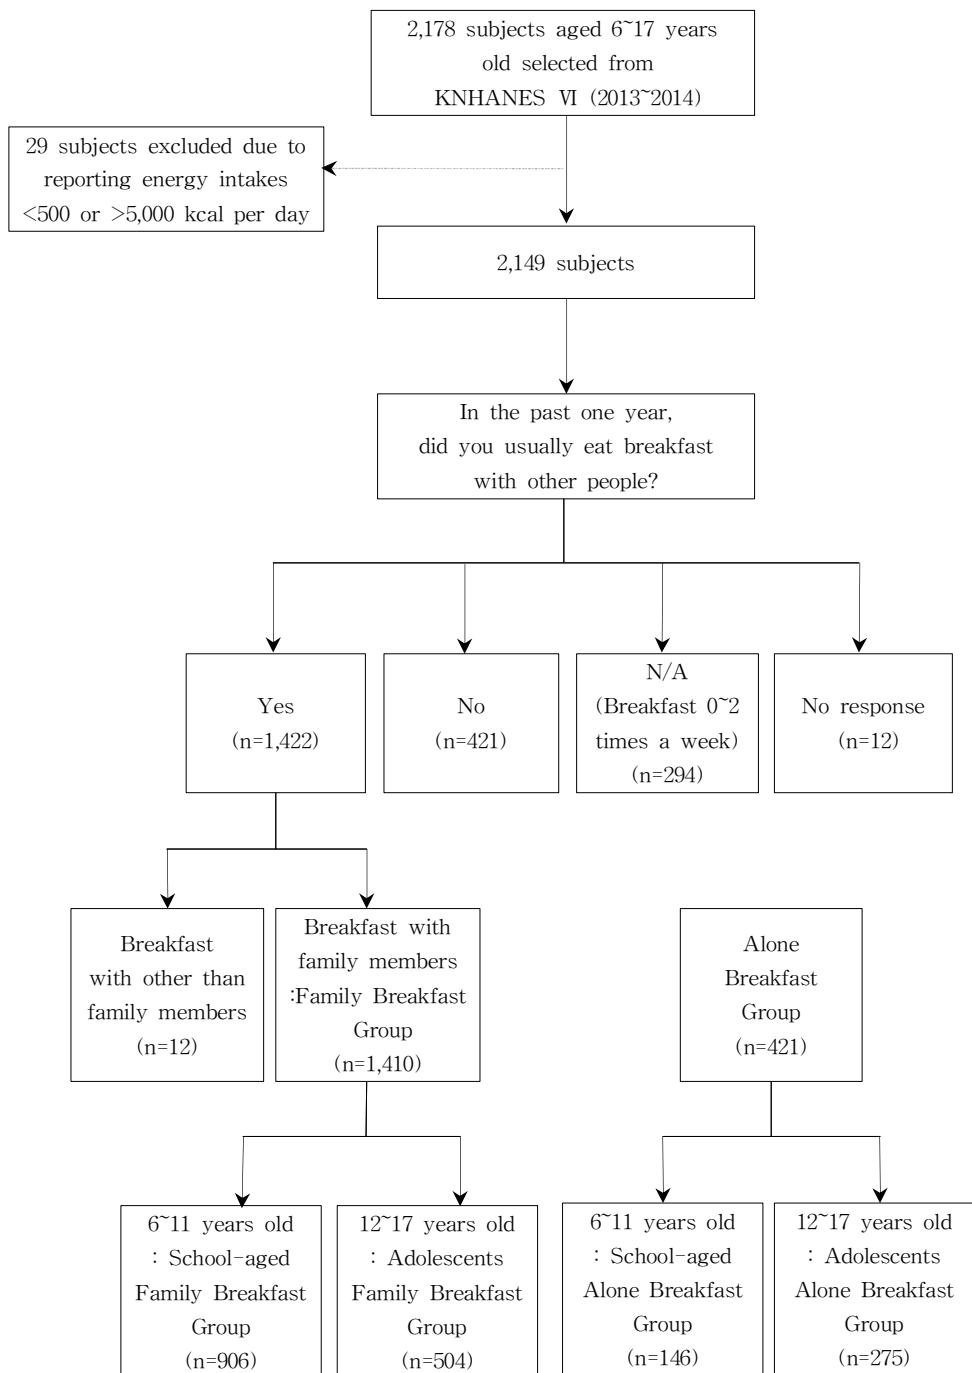 2,178 subjects aged 6~17 years
old selected from
KNHANES Ⅵ (2013~2014)
29 subjects excluded due to
reporting energy intakes
<500 or >5,000 kcal per day
2,149 subjects
In the past one year,
did you usually eat breakfast
with other people?
Yes
(n=1,422)
No
(n=421)
N/A
(Breakfast 0~2
times a week)
(n=294)
No response
(n=12)
Breakfast
with other than
family members
(n=12)
Breakfast with
family members
:Family Breakfast
Group
(n=1,410)
Alone
Breakfast
Group
(n=421)
6~11 years old
: School-aged
Family Breakfast
Group
(n=906)
12~17 years old
: Adolescents
Family Breakfast
Group
(n=504)
6~11 years old
: School-aged
Alone Breakfast
Group
(n=146)
12~17 years old
: Adolescents
Alone Breakfast
Group
(n=275)